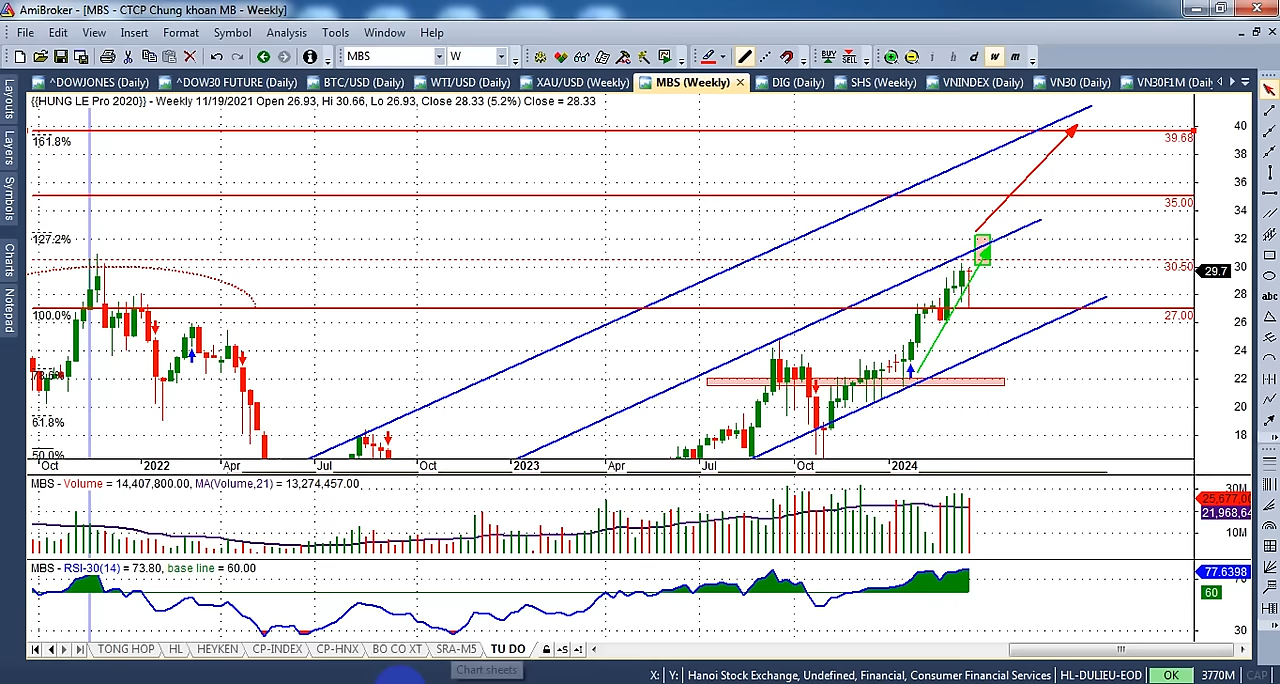 AmiBroker - [MBS - CTCP Chung khoan MB - Weekly]
File Edit View Insert Format Symbol Analysis Tools Window Help
MBS W BUY SELL i h d w m
^DOWJONES (Daily) ^DOW30 FUTURE (Daily) BTC/USD (Daily) WTI/USD (Daily) XAU/USD (Weekly) MBS (Weekly) DIG (Daily) SHS (Weekly) VNINDEX (Daily) VN30 (Daily) VN30F1M (Daily
Layouts
Layers
Symbols
Charts
Notepad
{{HUNG LE Pro 2020}} - Weekly 11/19/2021 Open 26.93, Hi 30.66, Lo 26.93, Close 28.33 (5.2%) Close = 28.33
161.8%
127.2%
100.0%
61.8%
50.0%
39.68
35.00
30.50
27.00
40
38
36
34
32
30
29.7
28
26
24
22
20
18
Oct 2022 Apr Jul Oct 2023 Apr Jul Oct 2024
MBS - Volume = 14,407,800.00, MA(Volume,21) = 13,274,457.00
30M
25,677,0
21,968,64
10M
MBS - RSI-30(14) = 73.80, base line = 60.00
77.6398
60
30
abc
TONG HOP HL HEYKEN CP-INDEX CP-HNX BO CO XT SRA-M5 TU DO
Chart sheets
X: Y: Hanoi Stock Exchange, Undefined, Financial, Consumer Financial Services HL-DULIEU-EOD OK 3770M CAP